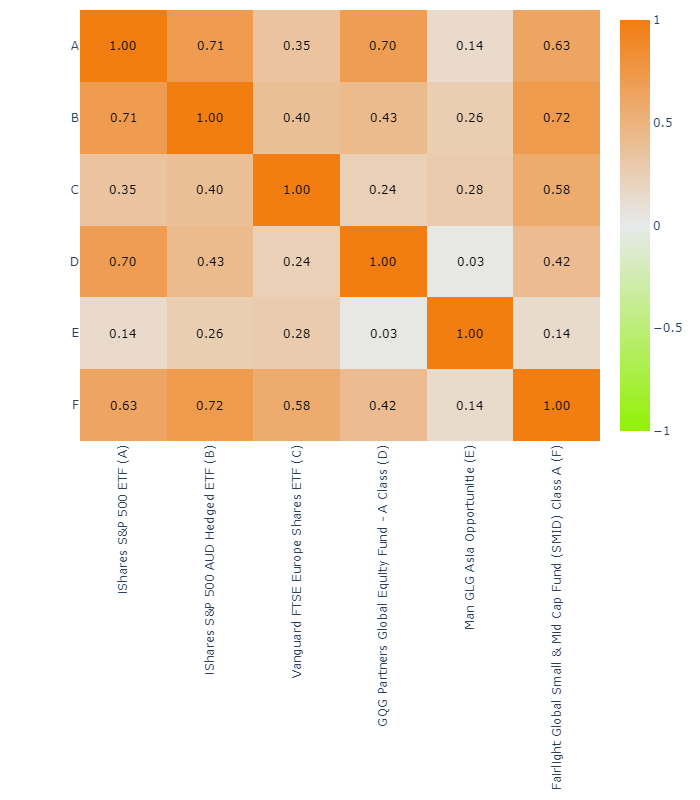 A 1.00 0.71 0.35 0.70 0.14 0.63
B 0.71 1.00 0.40 0.43 0.26 0.72
C 0.35 0.40 1.00 0.24 0.28 0.58
D 0.70 0.43 0.24 1.00 0.03 0.42
E 0.14 0.26 0.28 0.03 1.00 0.14
F 0.63 0.72 0.58 0.42 0.14 1.00
IShares S&P 500 ETF (A)
IShares S&P 500 AUD Hedged ETF (B)
Vanguard FTSE Europe Shares ETF (C)
GQG Partners Global Equity Fund - A Class (D)
Man GLG Asia Opportunitie (E)
Fairlight Global Small & Mid Cap Fund (SMID) Class A (F)
1
0.5
0
−0.5
−1